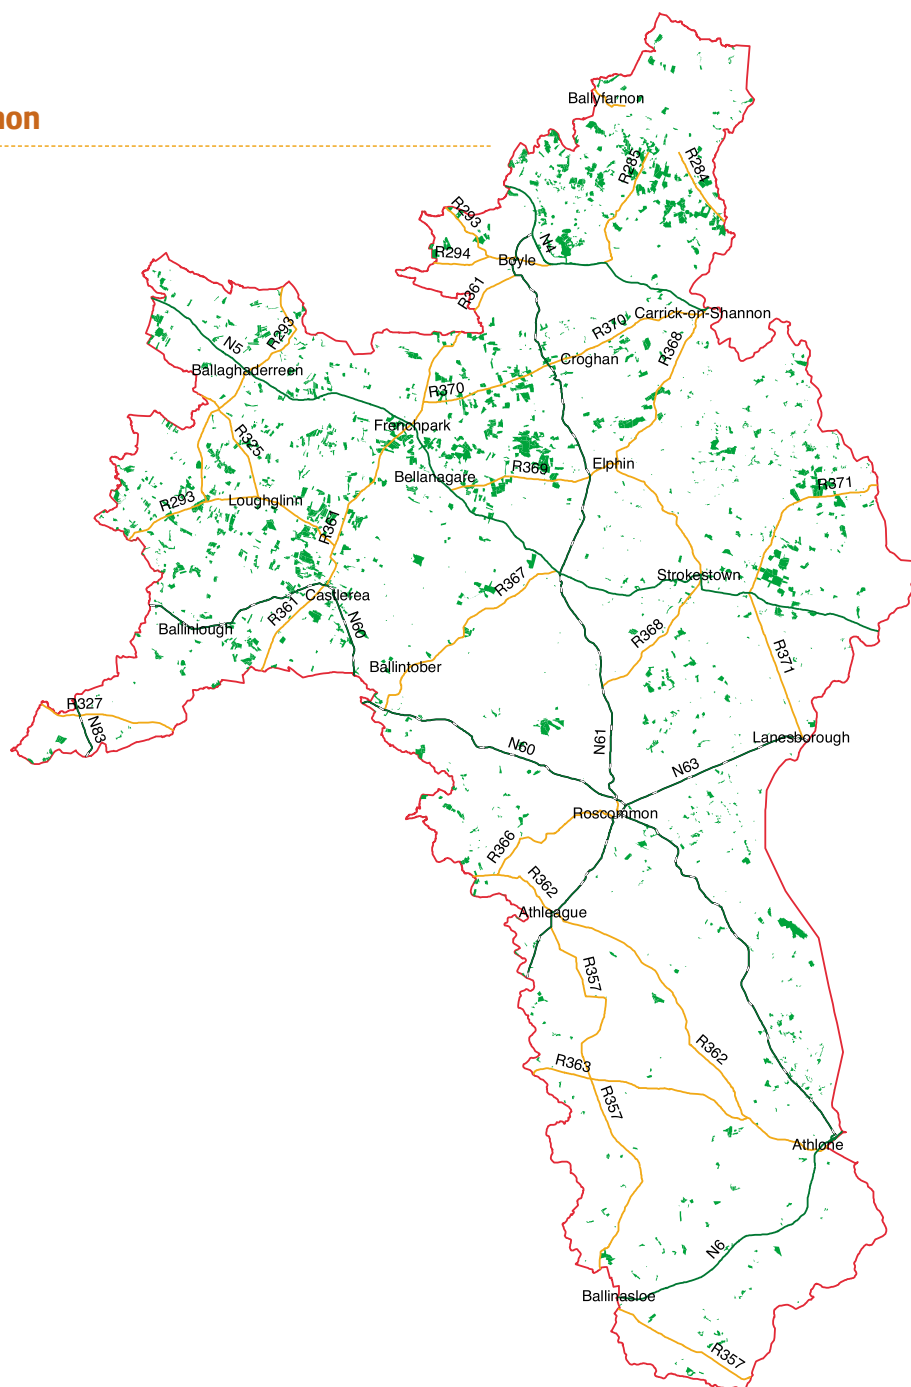 non
Ballyfarnon
R285
R284
R293
N4
R294
Boyle
R361
Carrick-on-Shannon
R370
R293
N5
R368
Croghan
Ballaghaderreen
R370
Frenchpark
R325
Elphin
R369
Bellanagare
R371
R293
Loughglinn
R361
Strokestown
R367
Castlerea
R361
N60
Ballinlough
R368
R371
Ballintober
R327
N83
N61
Lanesborough
N60
N63
Roscommon
R366
R362
Athleague
R357
R362
R363
R357
Athlone
N6
Ballinasloe
R357